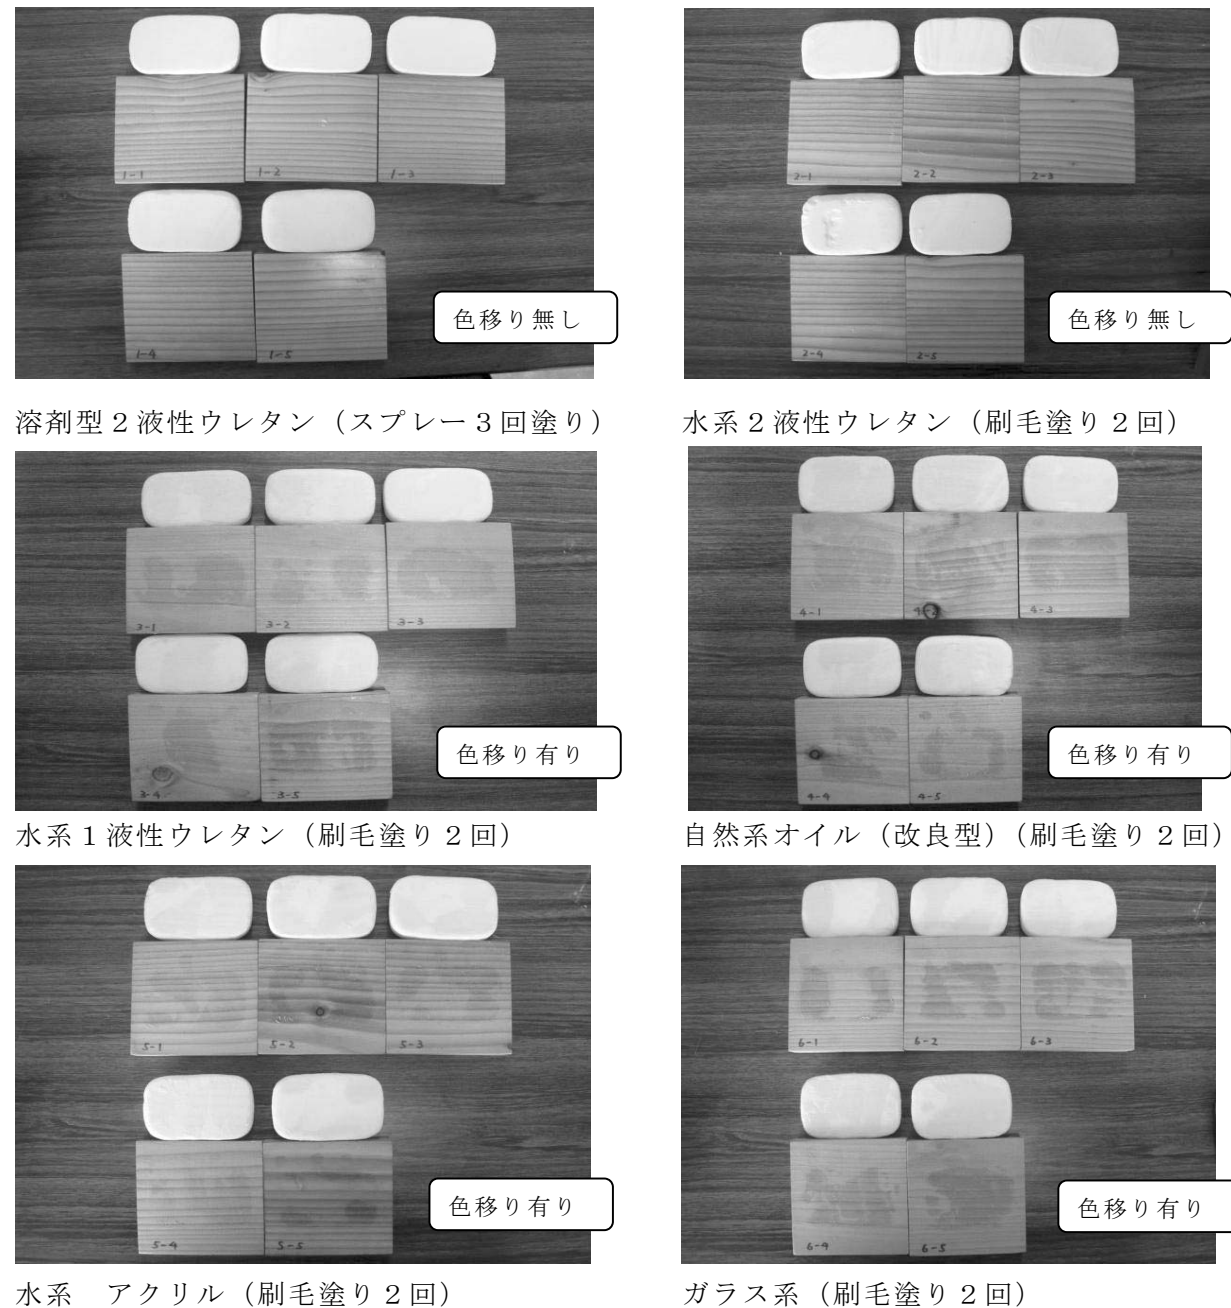 1-1
1-2
1-3
1-4
1-5
色移り無し
2-1
2-2
2-3
2-4
2-5
色移り無し
溶剤型2液性ウレタン（スプレー3回塗り）
水系2液性ウレタン（刷毛塗り2回）
3-1
3-2
3-3
3-4
3-5
色移り有り
4-1
4-2
4-3
4-4
4-5
色移り有り
水系1液性ウレタン（刷毛塗り2回）
自然系オイル（改良型）（刷毛塗り2回）
5-1
5-2
5-3
5-4
5-5
色移り有り
6-1
6-2
6-3
6-4
6-5
色移り有り
水系　アクリル（刷毛塗り2回）
ガラス系（刷毛塗り2回）